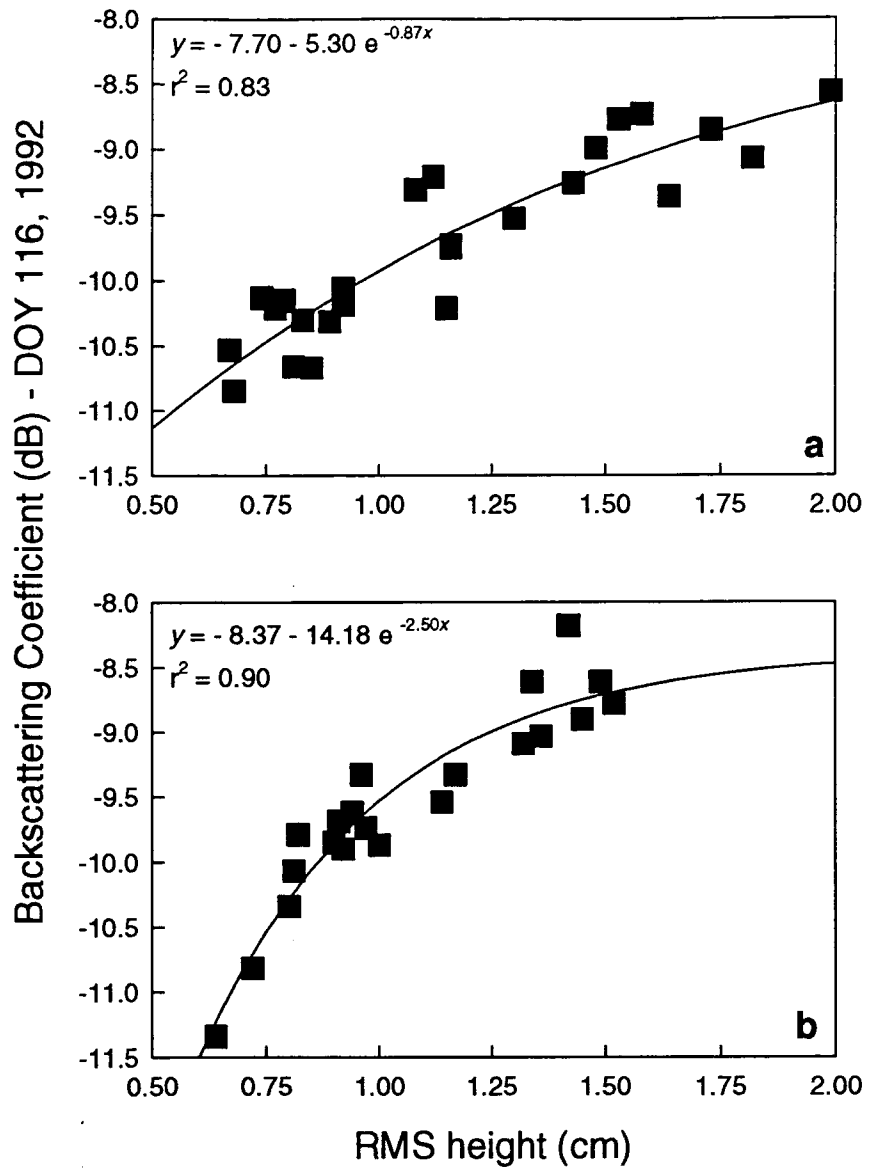 Backscattering Coefficient (dB) - DOY 116, 1992
y = - 7.70 - 5.30 e^-0.87x
r² = 0.83
-8.0
-8.5
-9.0
-9.5
-10.0
-10.5
-11.0
-11.5
a
0.50 0.75 1.00 1.25 1.50 1.75 2.00
y = - 8.37 - 14.18 e^-2.50x
r² = 0.90
-8.0
-8.5
-9.0
-9.5
-10.0
-10.5
-11.0
-11.5
b
0.50 0.75 1.00 1.25 1.50 1.75 2.00
RMS height (cm)